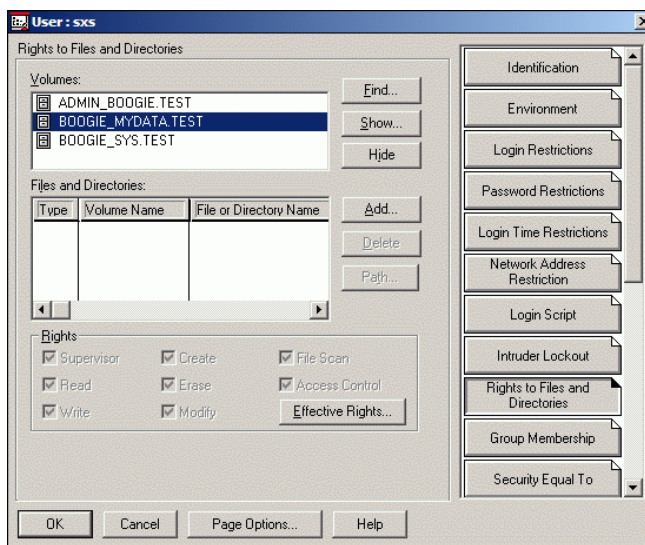 User : sxs
Rights to Files and Directories
Volumes:
ADMIN_BOOGIE.TEST
BOOGIE_MYDATA.TEST
BOOGIE_SYS.TEST
Find...
Show...
Hide
Files and Directories:
Type Volume Name File or Directory Name
Add...
Delete
Path...
Rights
Supervisor Create File Scan
Read Erase Access Control
Write Modify Effective Rights...
OK Cancel Page Options... Help
Identification
Environment
Login Restrictions
Password Restrictions
Login Time Restrictions
Network Address
Restriction
Login Script
Intruder Lockout
Rights to Files and
Directories
Group Membership
Security Equal To